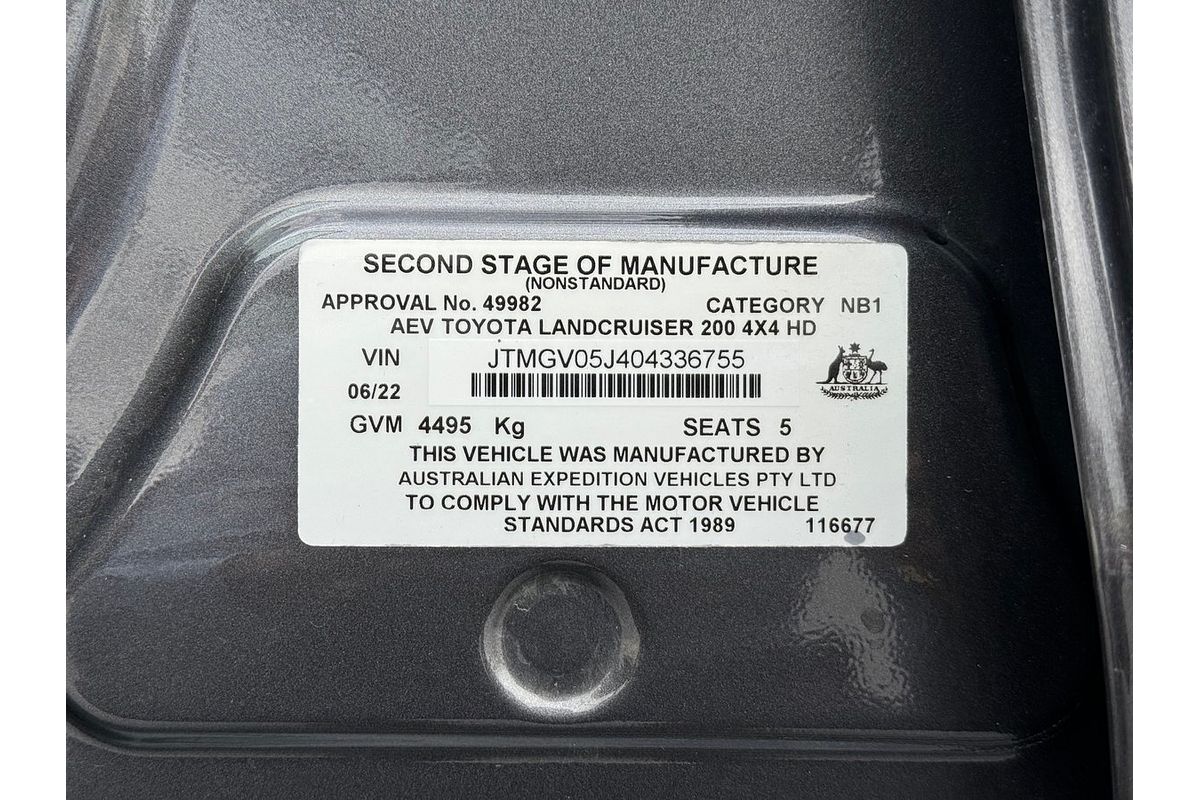 SECOND STAGE OF MANUFACTURE
(NONSTANDARD)
APPROVAL No. 49982 CATEGORY NB1
AEV TOYOTA LANDCRUISER 200 4X4 HD
VIN JTMGV05J404336755
AUSTRALIA
06/22
GVM 4495 Kg SEATS 5
THIS VEHICLE WAS MANUFACTURED BY
AUSTRALIAN EXPEDITION VEHICLES PTY LTD
TO COMPLY WITH THE MOTOR VEHICLE
STANDARDS ACT 1989 116677